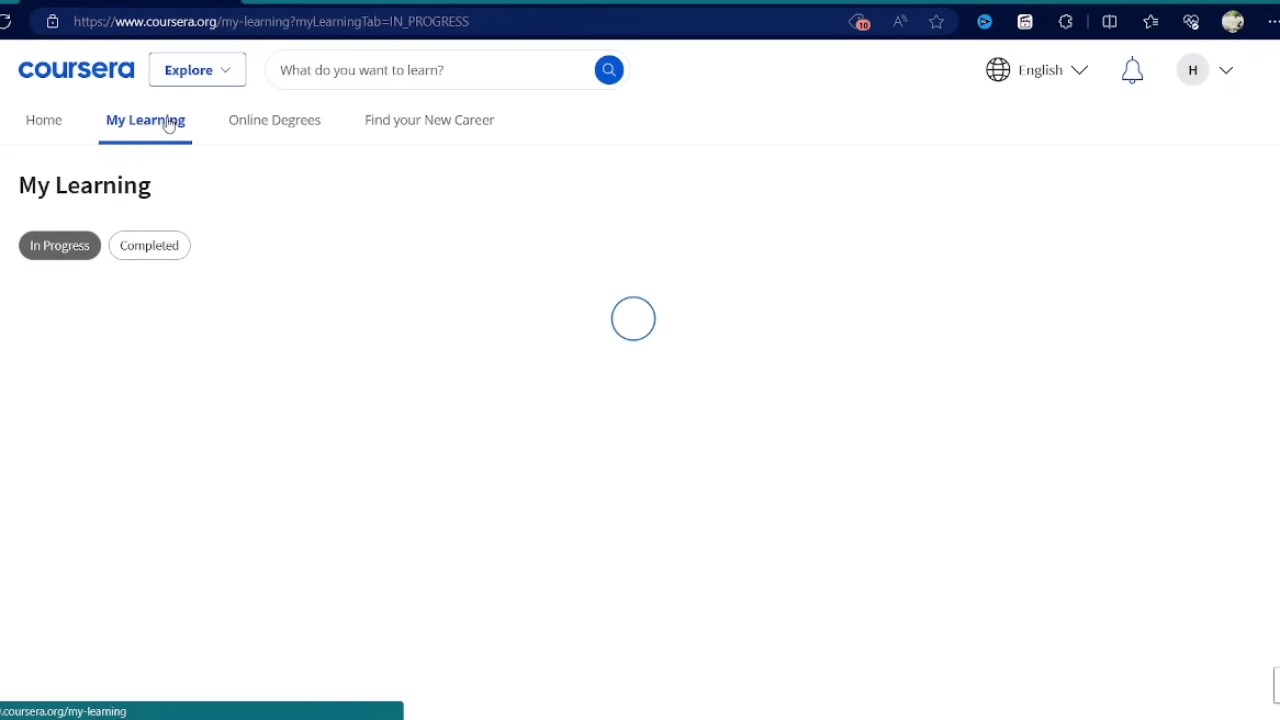 https://www.coursera.org/my-learning?myLearningTab=IN_PROGRESS
10
coursera
Explore
What do you want to learn?
English
H
Home
My Learning
Online Degrees
Find your New Career
My Learning
In Progress
Completed
.coursera.org/my-learning